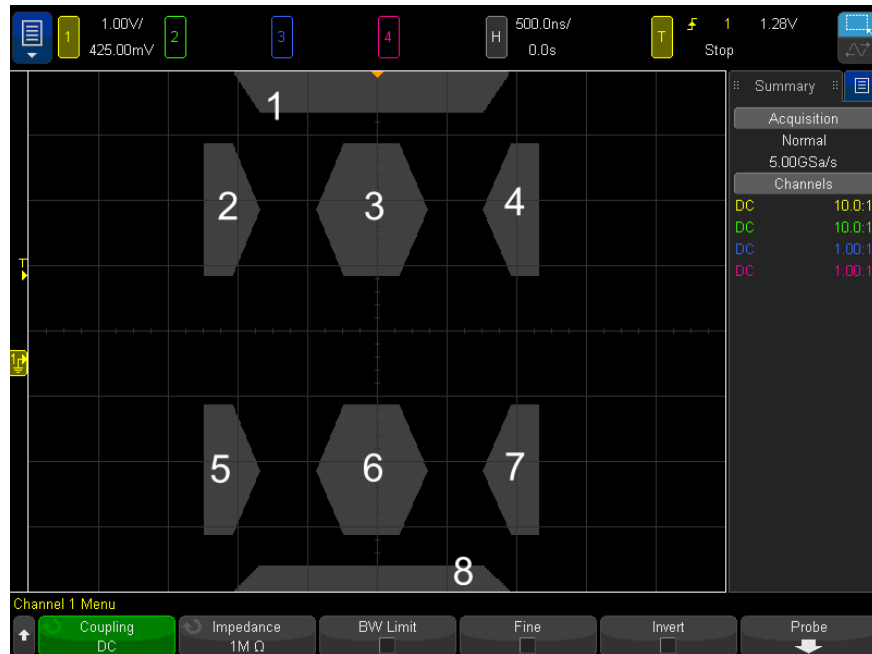 1 1.00V/ 425.00mV 2 3 4 H 500.0ns/ 0.0s T 1 1.28V Stop
Summary
Acquisition
Normal
5.00GSa/s
Channels
DC 10.0:1
DC 10.0:1
DC 1.00:1
DC 1.00:1
1
2 3 4
T
1
5 6 7
8
Channel 1 Menu
Coupling DC
Impedance 1M Ω
BW Limit
Fine
Invert
Probe